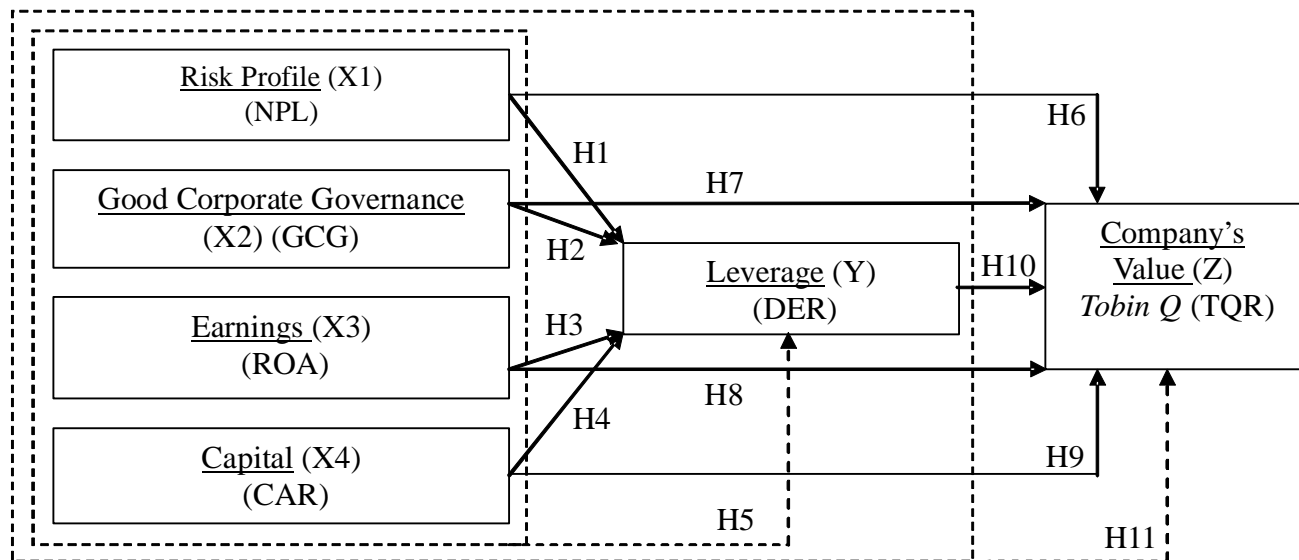 Risk Profile (X1)
(NPL)
H6
H1
Good Corporate Governance
(X2) (GCG)
H7
H2
Company's
Value (Z)
Tobin Q (TQR)
Leverage (Y)
(DER)
H10
Earnings (X3)
(ROA)
H3
H8
H4
Capital (X4)
(CAR)
H9
H5
H11